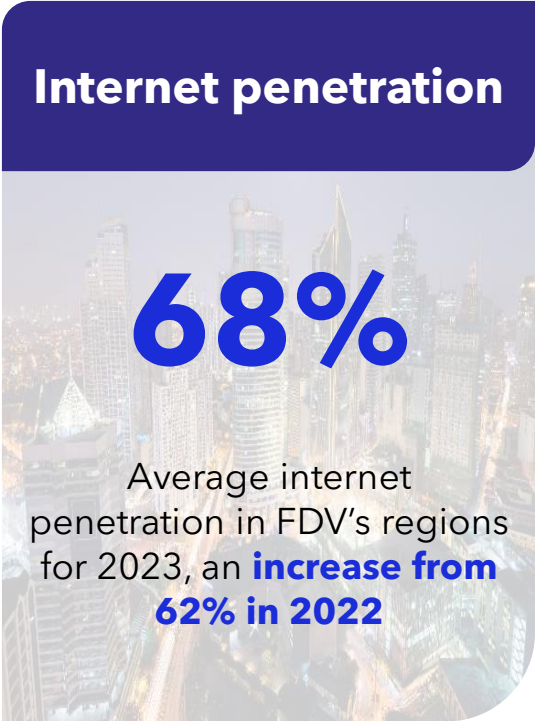 Internet penetration
68%
Average internet
penetration in FDV’s regions
for 2023, an increase from
62% in 2022